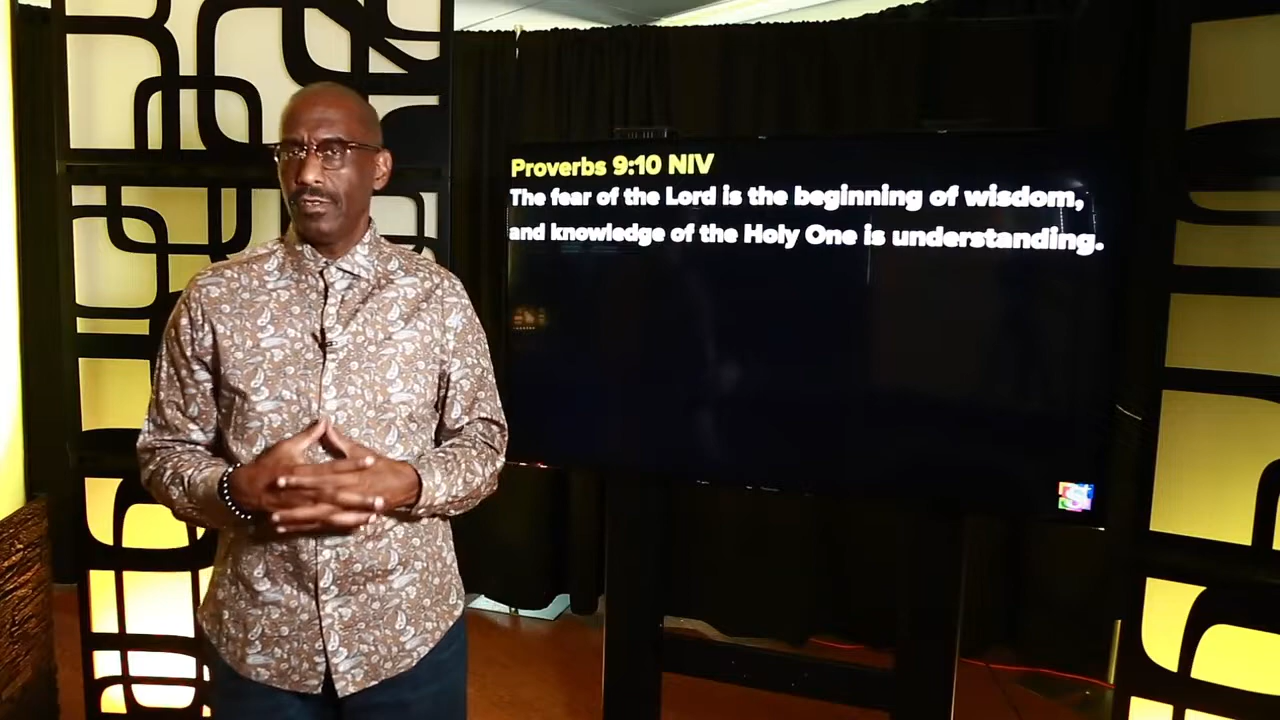 Proverbs 9:10 NIV
The fear of the Lord is the beginning of wisdom,
and knowledge of the Holy One is understanding.